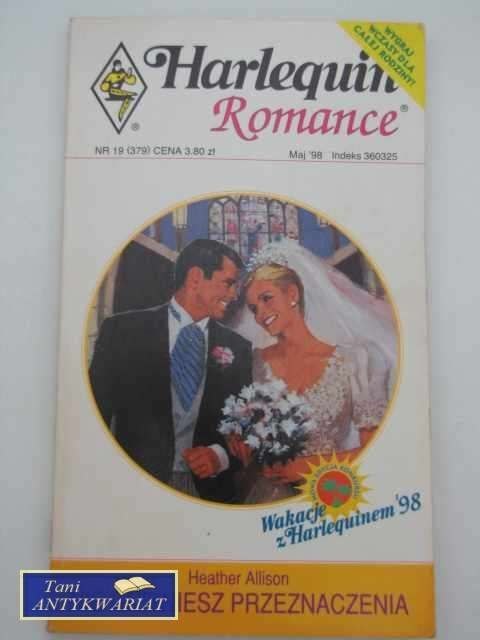 Harlequin
Romance®
WYGRAJ
WCZASY DLA
CAŁEJ RODZINY!
®
NR 19 (379) CENA 3.80 zł
Maj '98 Indeks 360325
Wakacje
z Harlequinem '98
Heather Allison
IESZ PRZEZNACZENIA
Tani
ANTYKWARIAT